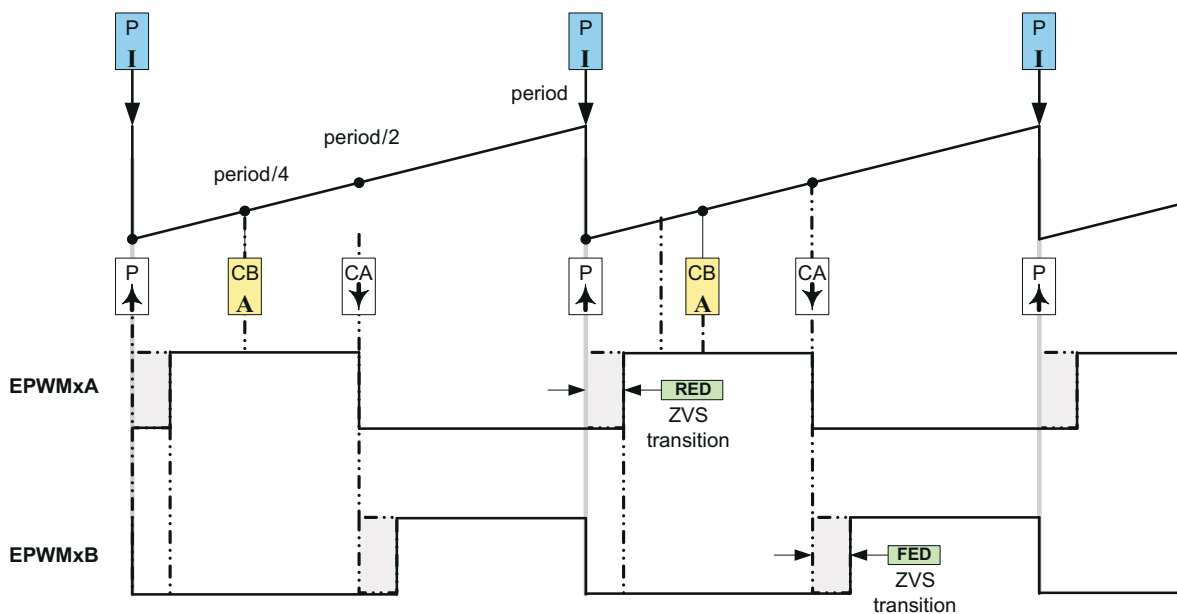 P
I
P
I
P
I
period
period/2
period/4
P
CB
A
CA
P
CB
A
CA
P
EPWMxA
RED
ZVS
transition
EPWMxB
FED
ZVS
transition